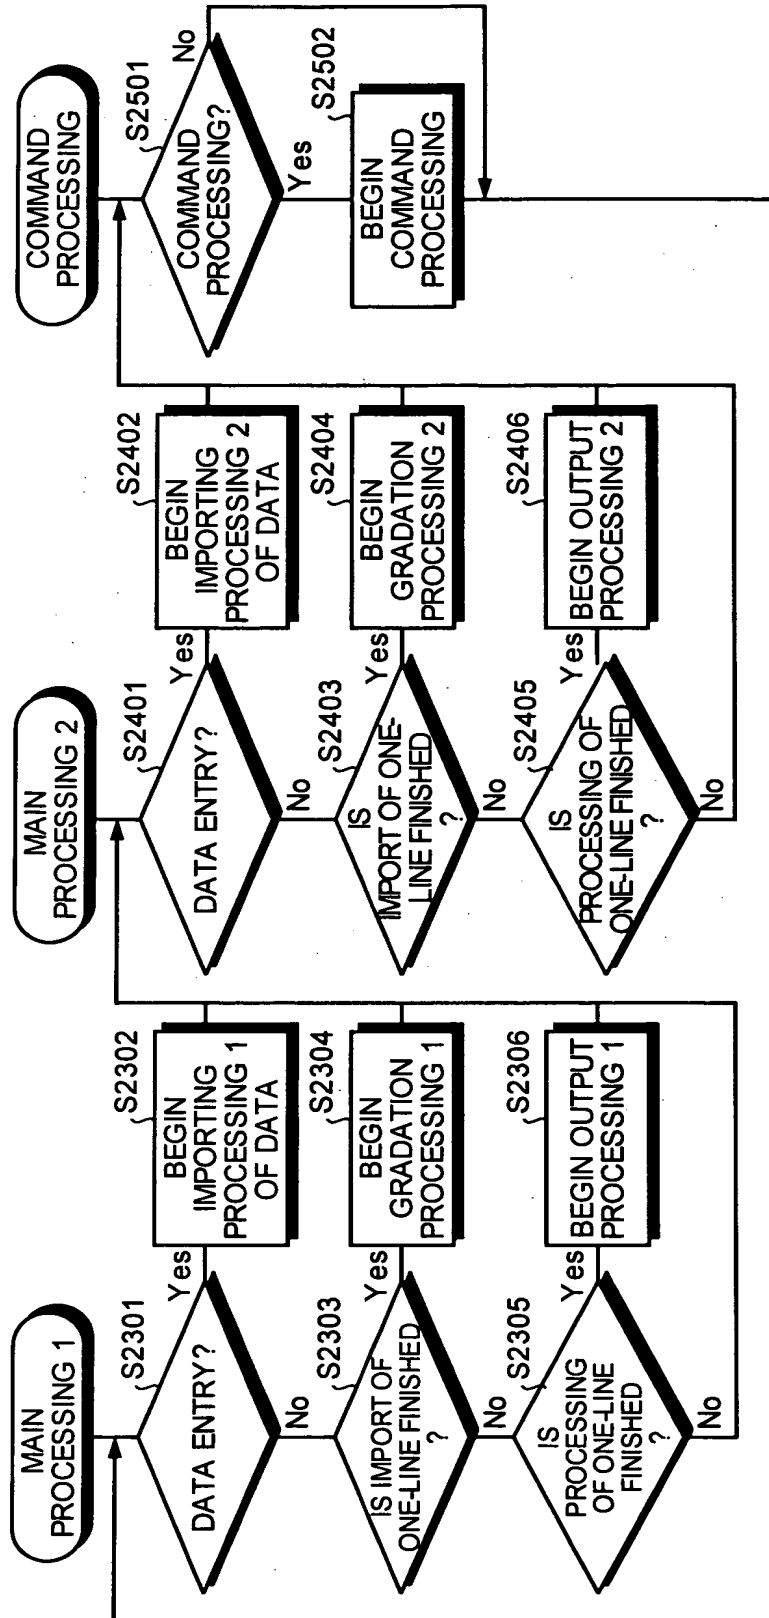 MAIN
PROCESSING 1
S2301
DATA ENTRY?
Yes
No
S2302
BEGIN
IMPORTING
PROCESSING 1
OF DATA
S2303
IS IMPORT OF
ONE-LINE FINISHED
?
Yes
No
S2304
BEGIN
GRADATION
PROCESSING 1
S2305
IS
PROCESSING
OF ONE-LINE
FINISHED
?
Yes
No
S2306
BEGIN OUTPUT
PROCESSING 1
MAIN
PROCESSING 2
S2401
DATA ENTRY?
Yes
No
S2402
BEGIN
IMPORTING
PROCESSING 2
OF DATA
S2403
IS
IMPORT OF ONE-
LINE FINISHED
?
Yes
No
S2404
BEGIN
GRADATION
PROCESSING 2
S2405
IS
PROCESSING OF
ONE-LINE FINISHED
?
Yes
No
S2406
BEGIN OUTPUT
PROCESSING 2
COMMAND
PROCESSING
S2501
COMMAND
PROCESSING?
No
Yes
S2502
BEGIN
COMMAND
PROCESSING